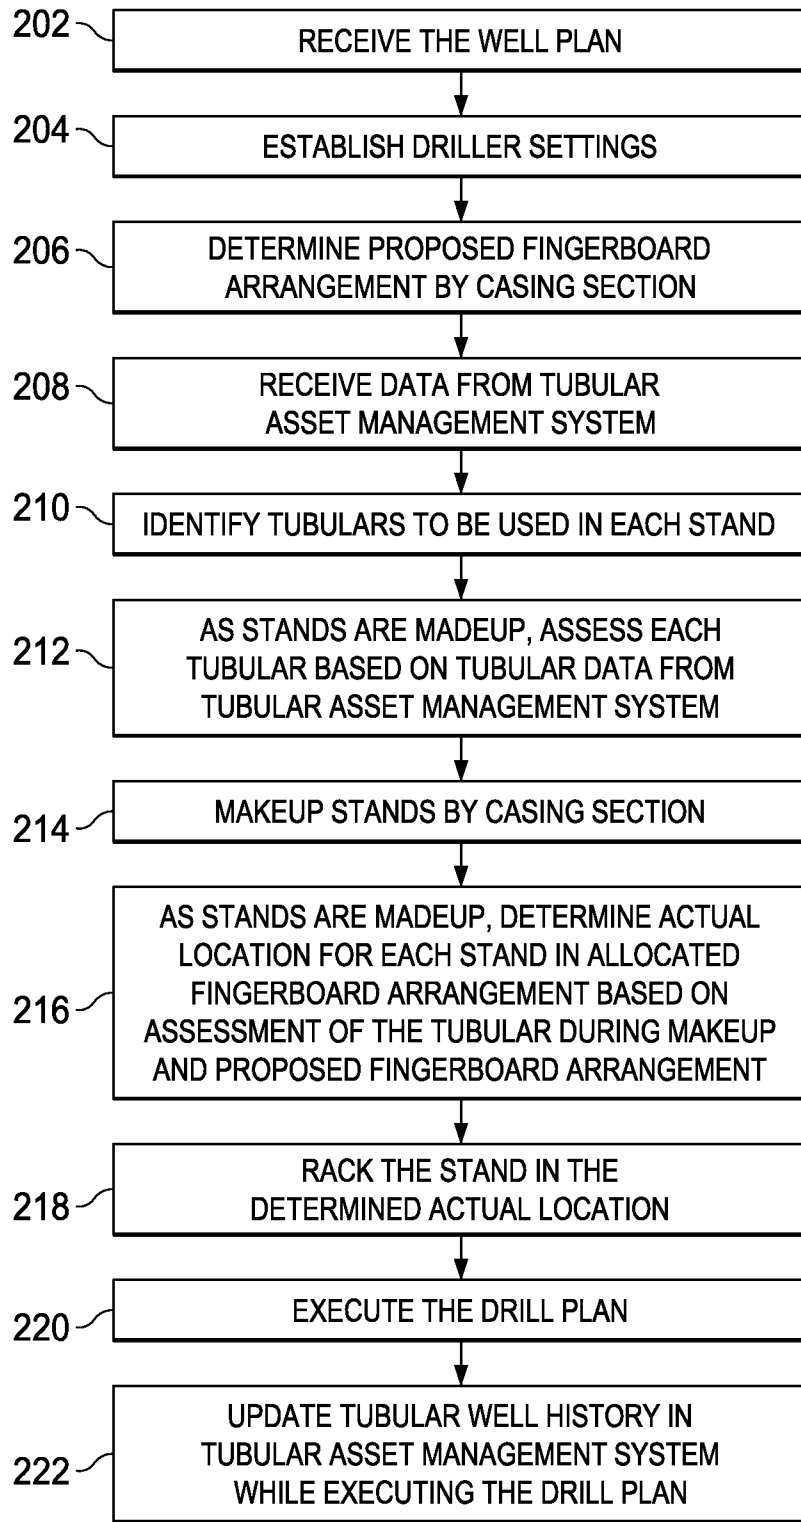 202
RECEIVE THE WELL PLAN
204
ESTABLISH DRILLER SETTINGS
206
DETERMINE PROPOSED FINGERBOARD
ARRANGEMENT BY CASING SECTION
208
RECEIVE DATA FROM TUBULAR
ASSET MANAGEMENT SYSTEM
210
IDENTIFY TUBULARS TO BE USED IN EACH STAND
212
AS STANDS ARE MADEUP, ASSESS EACH
TUBULAR BASED ON TUBULAR DATA FROM
TUBULAR ASSET MANAGEMENT SYSTEM
214
MAKEUP STANDS BY CASING SECTION
216
AS STANDS ARE MADEUP, DETERMINE ACTUAL
LOCATION FOR EACH STAND IN ALLOCATED
FINGERBOARD ARRANGEMENT BASED ON
ASSESSMENT OF THE TUBULAR DURING MAKEUP
AND PROPOSED FINGERBOARD ARRANGEMENT
218
RACK THE STAND IN THE
DETERMINED ACTUAL LOCATION
220
EXECUTE THE DRILL PLAN
222
UPDATE TUBULAR WELL HISTORY IN
TUBULAR ASSET MANAGEMENT SYSTEM
WHILE EXECUTING THE DRILL PLAN